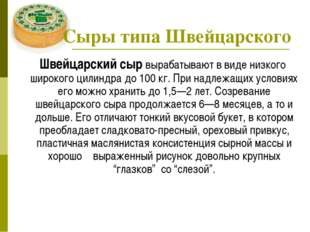 Сыры типа Швейцарского
Швейцарский сыр вырабатывают в виде низкого
широкого цилиндра до 100 кг. При надлежащих условиях
его можно хранить до 1,5—2 лет. Созревание
швейцарского сыра продолжается 6—8 месяцев, а то и
дольше. Его отличают тонкий вкусовой букет, в котором
преобладает сладковато-пресный, ореховый привкус,
пластичная маслянистая консистенция сырной массы и
хорошо выраженный рисунок довольно крупных
“глазков” со “слезой”.